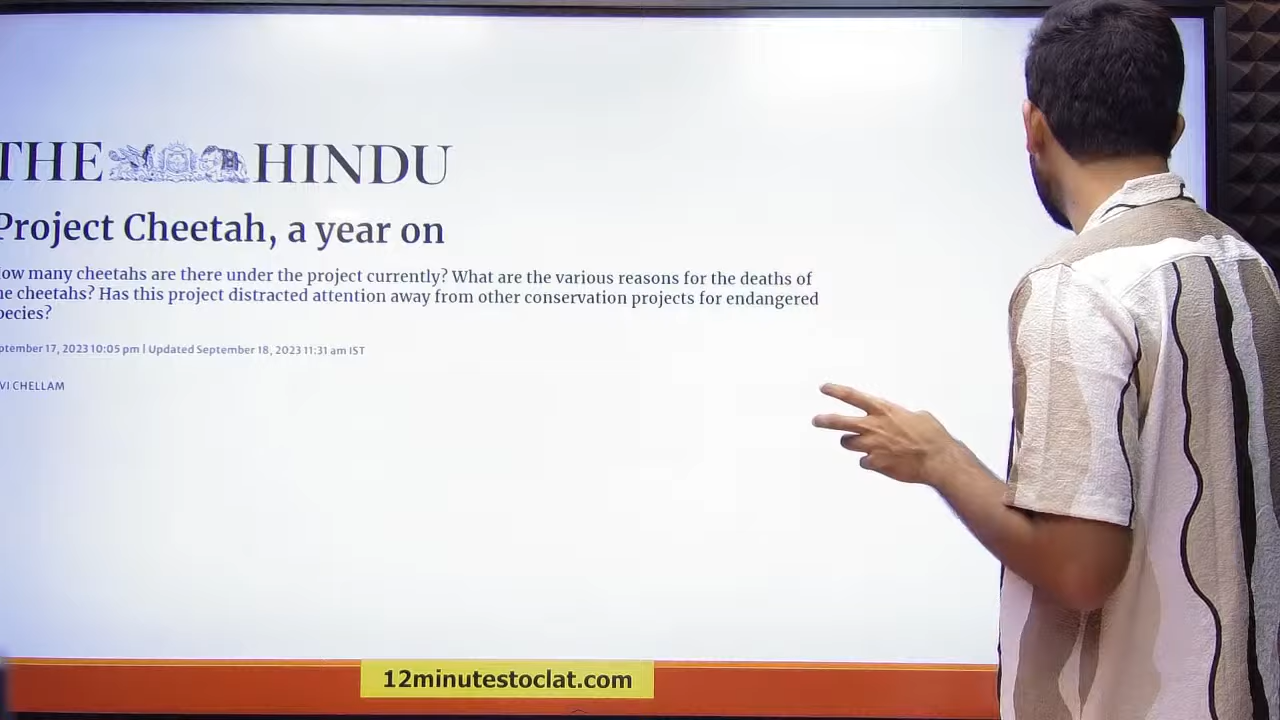 THE HINDU
Project Cheetah, a year on
ow many cheetahs are there under the project currently? What are the various reasons for the deaths of
e cheetahs? Has this project distracted attention away from other conservation projects for endangered
pecies?
ptember 17, 2023 10:05 pm | Updated September 18, 2023 11:31 am IST
VI CHELLAM
12minutestoclat.com